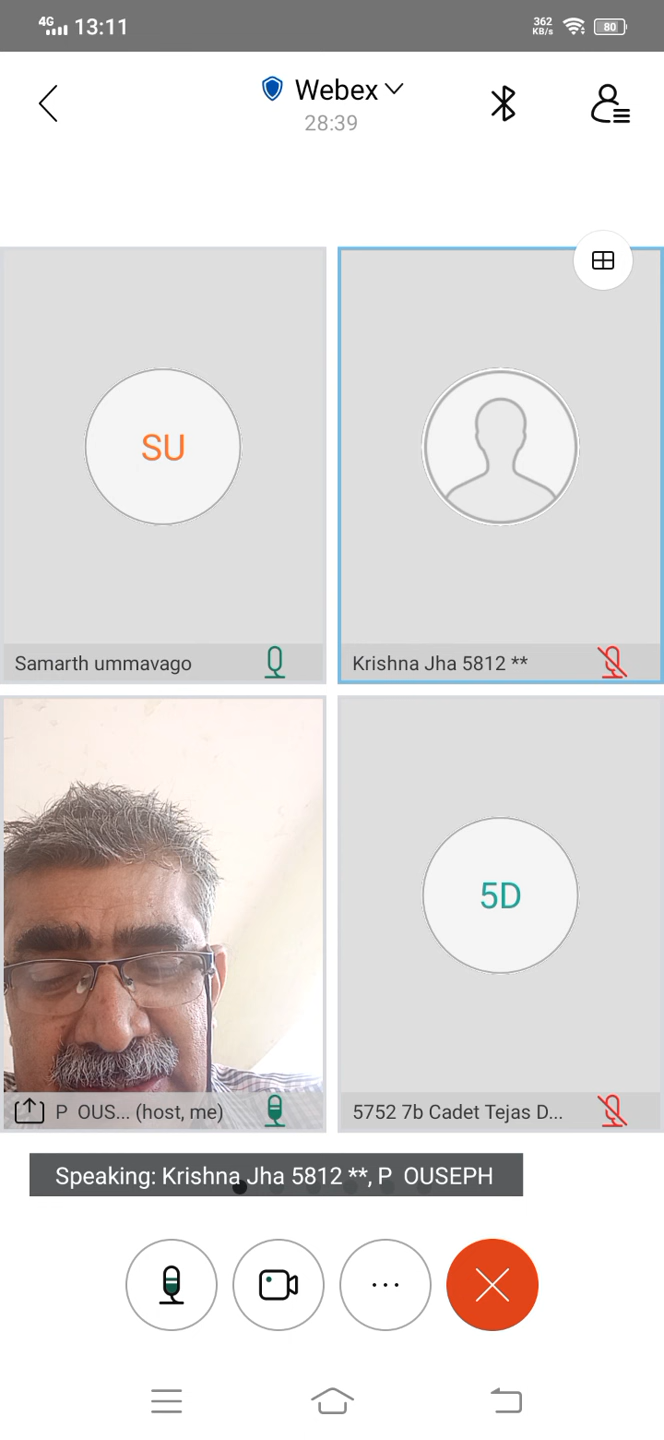 4G 13:11 362 KB/s 80
Webex
28:39
SU
Samarth ummavago
Krishna Jha 5812 **
5D
P OUS... (host, me)
5752 7b Cadet Tejas D...
Speaking: Krishna Jha 5812 **, P OUSEPH